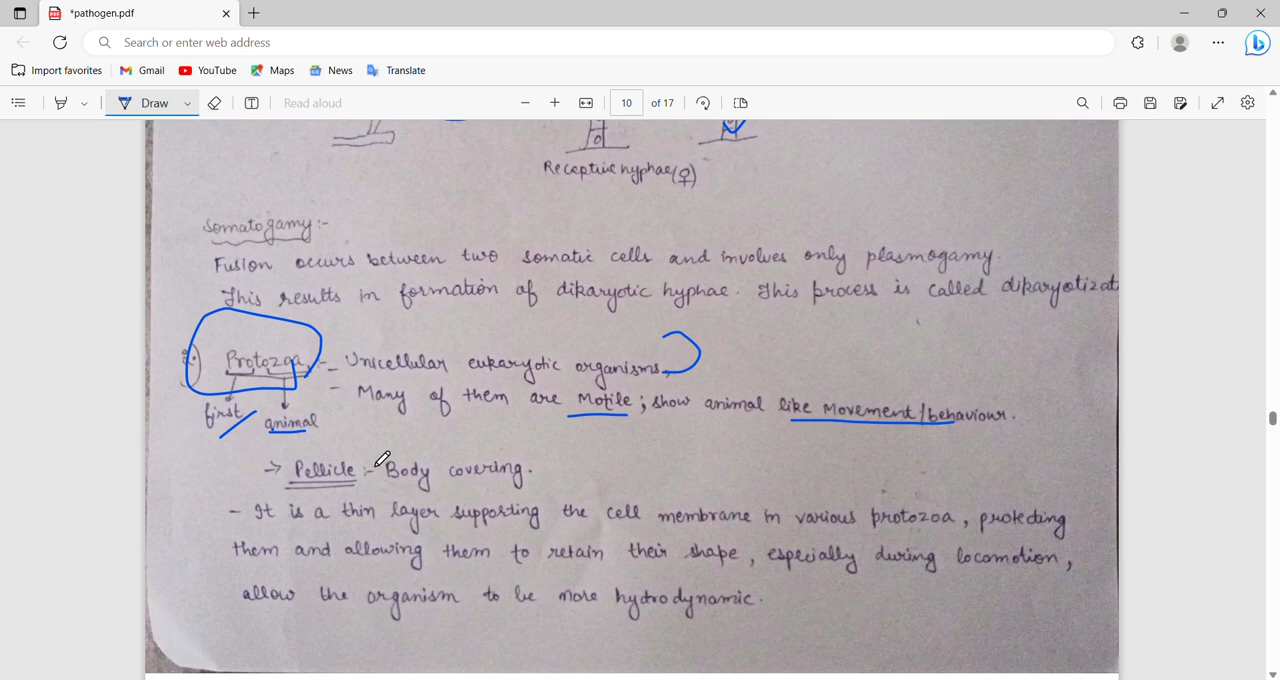 *pathogen.pdf
Search or enter web address
Import favorites Gmail YouTube Maps News Translate
Draw Read aloud 10 of 17
Receptive hyphae (♀)
Somatogamy :-
Fusion occurs between two somatic cells and involves only plasmogamy.
This results in formation of dikaryotic hyphae. This process is called dikaryotizat
Protozoa :- - Unicellular eukaryotic organisms,
- Many of them are Motile ; show animal like Movement/behaviour.
first
animal
→ Pellicle :- Body covering.
- It is a thin layer supporting the cell membrane in various protozoa, protecting
them and allowing them to retain their shape, especially during locomotion,
allow the organism to be more hydrodynamic.